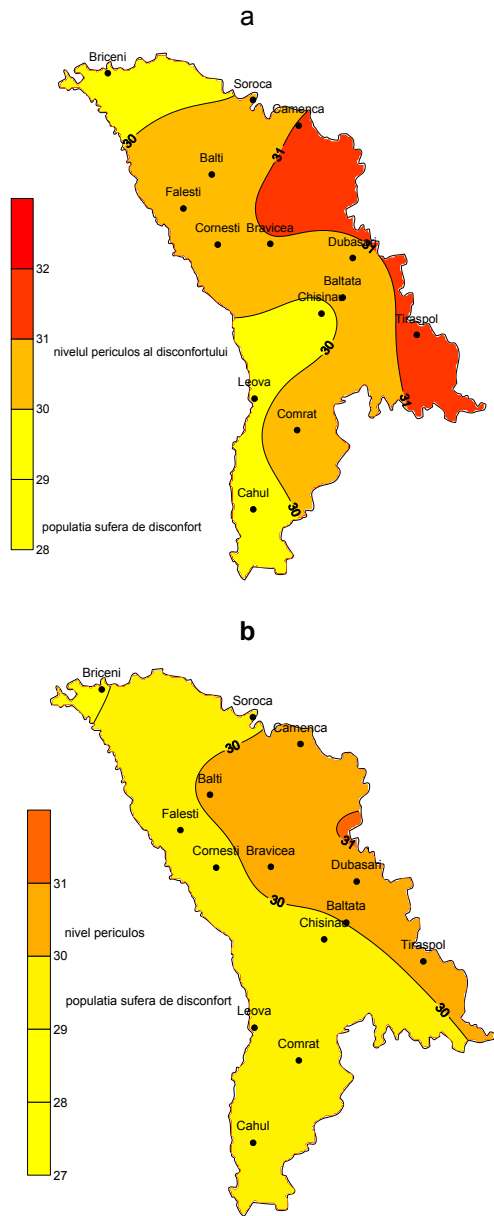 a
Briceni
Soroca
Camenca
30
31
Balti
Falesti
Cornesti
Bravicea
Dubasari
31
32
Baltata
Chisinau
31
Tiraspol
nivelul periculos al disconfortului
30
Leova
30
31
Comrat
29
Cahul
30
populatia sufera de disconfort
28
b
Briceni
Soroca
Camenca
30
Balti
Falesti
31
Cornesti
Bravicea
Dubasari
31
30
Baltata
Chisinau
nivel periculos
Tiraspol
30
populatia sufera de disconfort
Leova
30
29
Comrat
28
Cahul
27